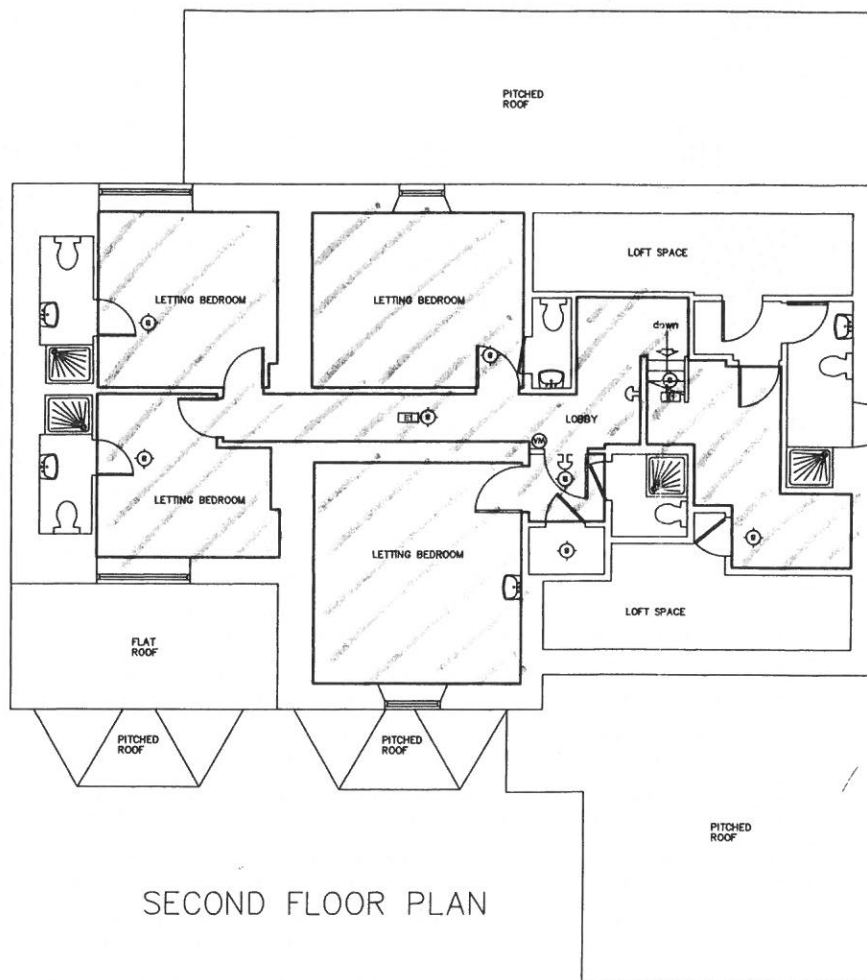 PITCHED
ROOF
LOFT SPACE
LETTING BEDROOM
LETTING BEDROOM
LOBBY
LETTING BEDROOM
LETTING BEDROOM
LOFT SPACE
FLAT
ROOF
PITCHED
ROOF
PITCHED
ROOF
PITCHED
ROOF
SECOND FLOOR PLAN